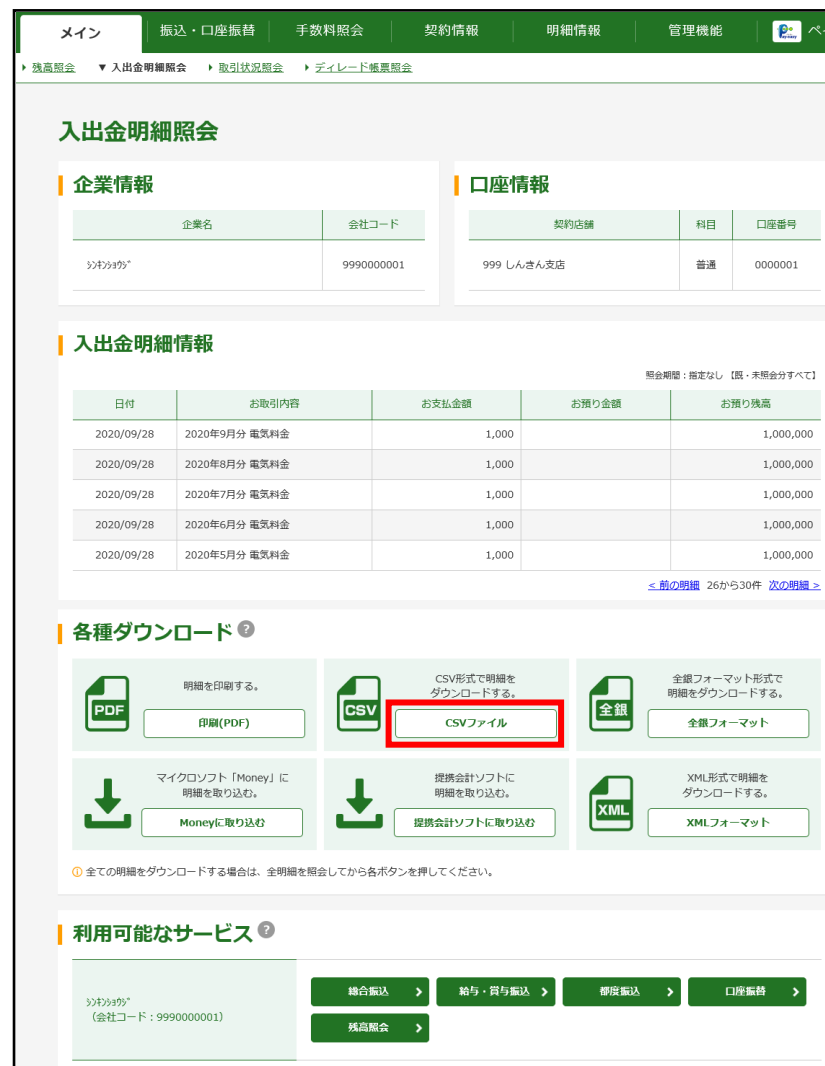 メイン 振込・口座振替 手数料照会 契約情報 明細情報 管理機能
残高照会 ▼ 入出金明細照会 取引状況照会 ディレード帳票照会
入出金明細照会
企業情報 口座情報
企業名 会社コード 契約店舗 科目 口座番号
ｼﾝｷﾝｼｮｳｼﾞ 9990000001 999 しんきん支店 普通 0000001
入出金明細情報
照会期間：指定なし 【既・未照会分すべて】
日付 お取引内容 お支払金額 お預り金額 お預り残高
2020/09/28 2020年9月分 電気料金 1,000 1,000,000
2020/09/28 2020年8月分 電気料金 1,000 1,000,000
2020/09/28 2020年7月分 電気料金 1,000 1,000,000
2020/09/28 2020年6月分 電気料金 1,000 1,000,000
2020/09/28 2020年5月分 電気料金 1,000 1,000,000
< 前の明細 26から30件 次の明細 >
各種ダウンロード ?
PDF 明細を印刷する。
印刷(PDF)
CSV CSV形式で明細を
ダウンロードする。
CSVファイル
全銀 全銀フォーマット形式で
明細をダウンロードする。
全銀フォーマット
マイクロソフト「Money」に
明細を取り込む。
Moneyに取り込む
提携会計ソフトに
明細を取り込む。
提携会計ソフトに取り込む
XML XML形式で明細を
ダウンロードする。
XMLフォーマット
全ての明細をダウンロードする場合は、全明細を照会してから各ボタンを押してください。
利用可能なサービス ?
ｼﾝｷﾝｼｮｳｼﾞ
（会社コード：9990000001）
総合振込 給与・賞与振込 都度振込 口座振替
残高照会